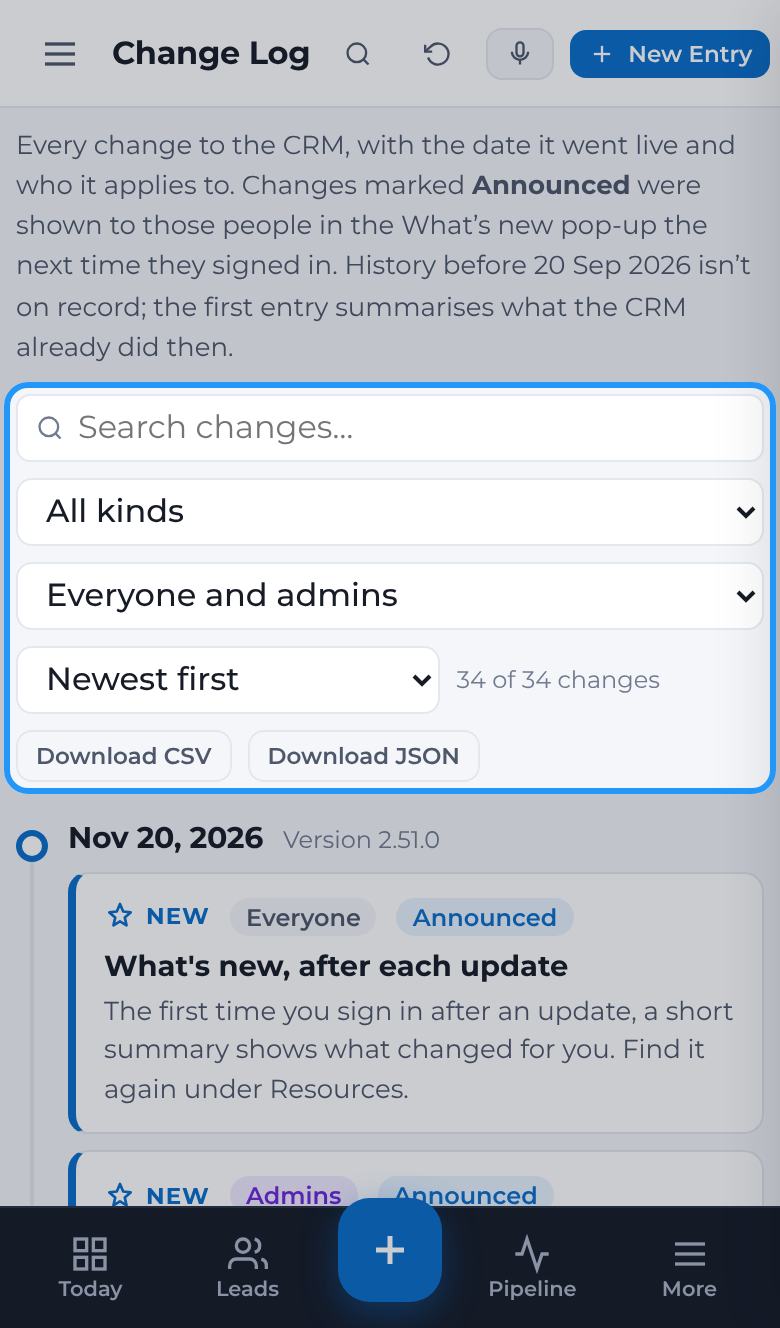 Change Log
New Entry
Every change to the CRM, with the date it went live and
who it applies to. Changes marked Announced were
shown to those people in the What’s new pop-up the
next time they signed in. History before 20 Sep 2026 isn’t
on record; the first entry summarises what the CRM
already did then.
Search changes...
All kinds
Everyone and admins
Newest first
34 of 34 changes
Download CSV
Download JSON
Nov 20, 2026 Version 2.51.0
NEW Everyone Announced
What's new, after each update
The first time you sign in after an update, a short
summary shows what changed for you. Find it
again under Resources.
NEW Admins Announced
Today
Leads
Pipeline
More